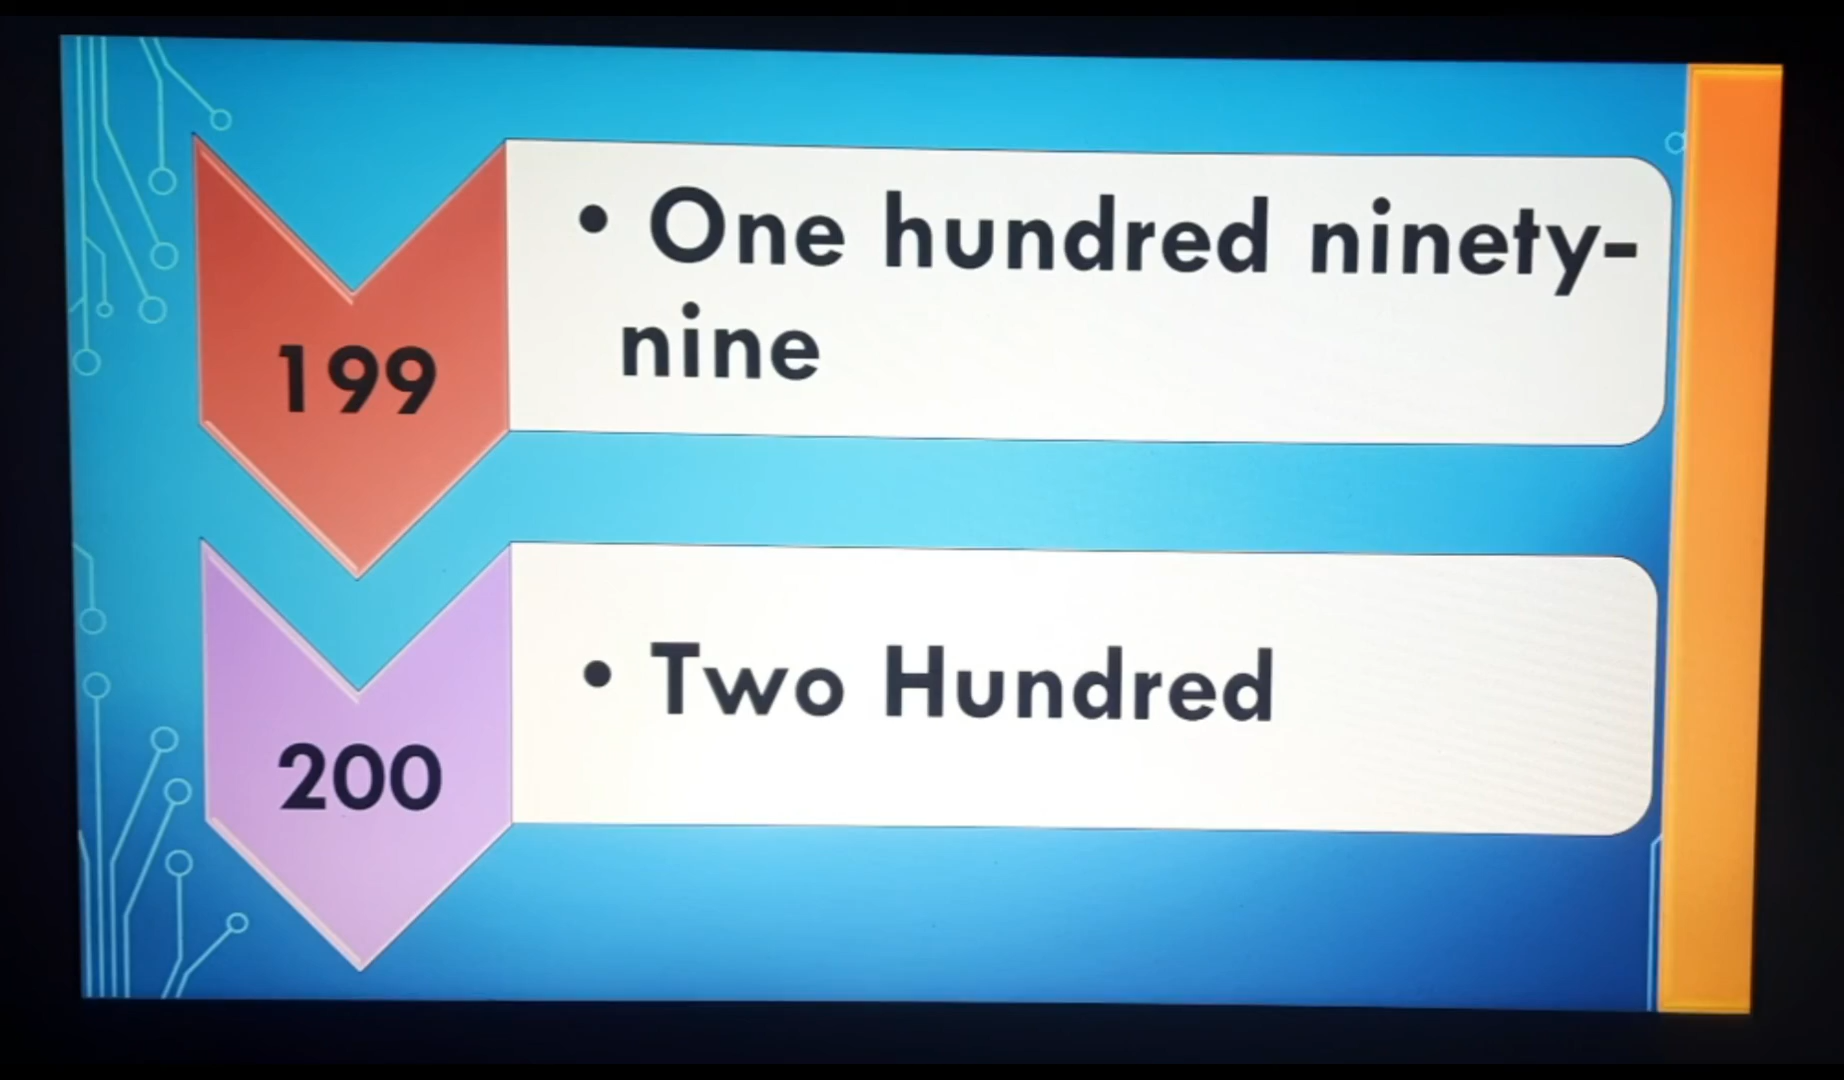 199
• One hundred ninety-
nine
200
• Two Hundred